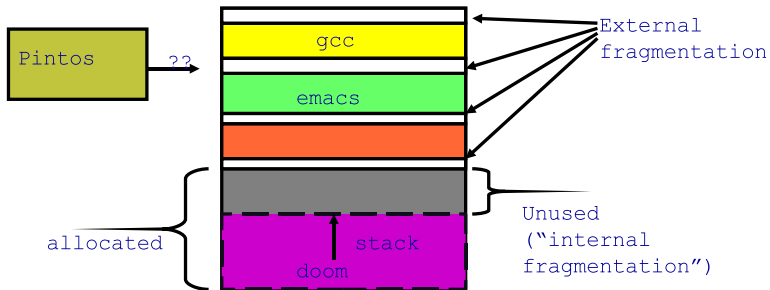 gcc
External
fragmentation
Pintos
??
emacs
allocated
stack
doom
Unused
(“internal
fragmentation”)